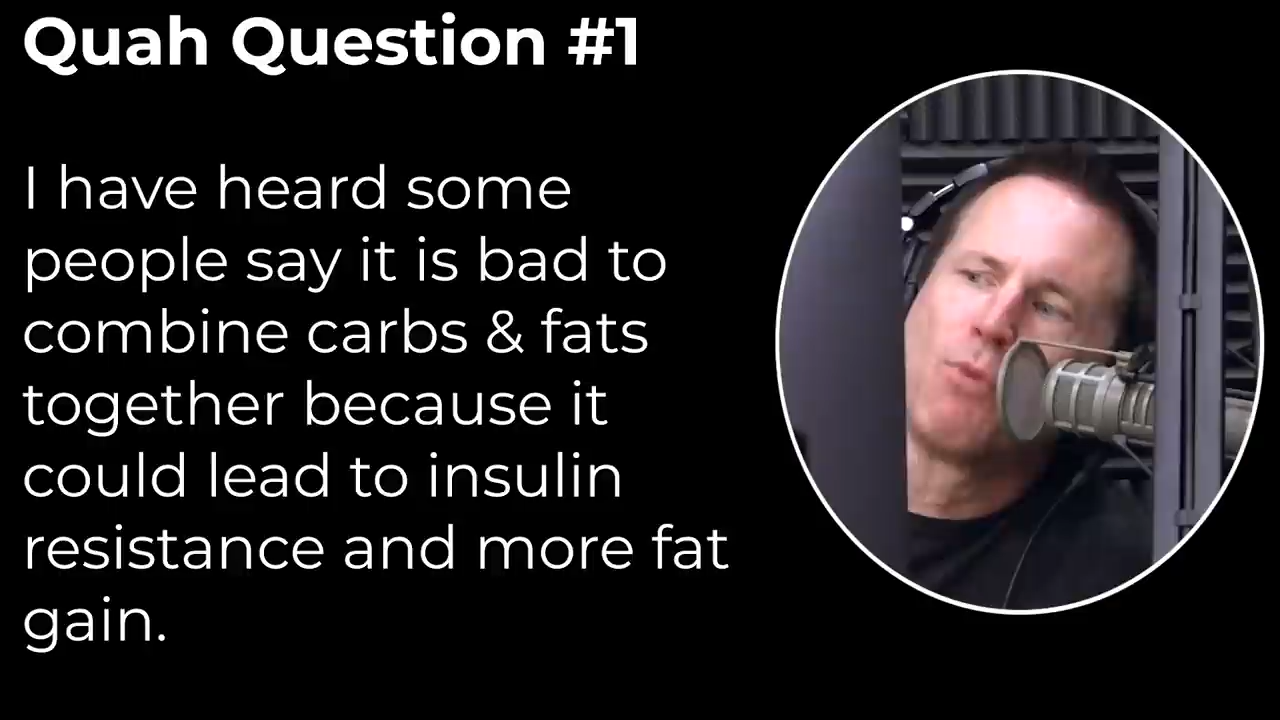 Quah Question #1
I have heard some
people say it is bad to
combine carbs & fats
together because it
could lead to insulin
resistance and more fat
gain.